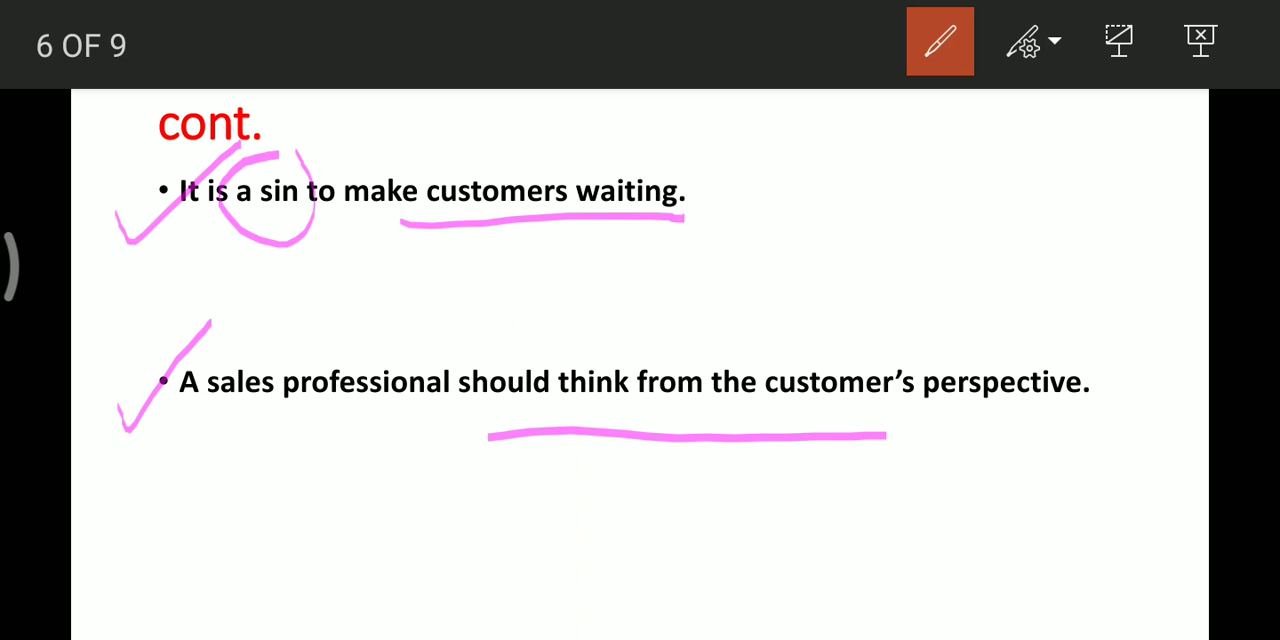 6 OF 9
cont.
• It is a sin to make customers waiting.
• A sales professional should think from the customer’s perspective.